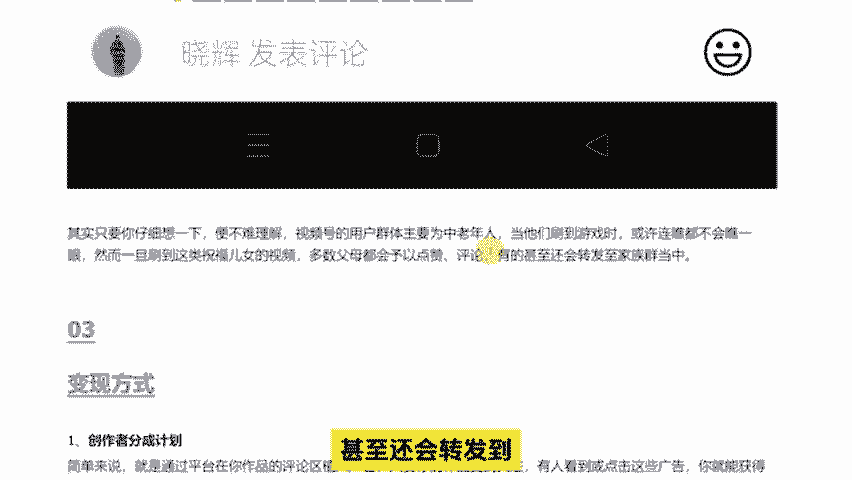 晓辉 发表评论
其实只要你仔细想一下，便不难理解，视频号的用户群体主要为中老年人，当他们刷到游戏时，或许连瞧都不会瞧一
眼，然而一旦刷到这类祝福儿女的视频，多数父母都会予以点赞、评论，有的甚至还会转发至家族群当中。
03
变现方式
1、创作者分成计划
简单来说，就是通过平台在你作品的评论区
有人看到或点击这些广告，你就能获得
甚至还会转发到